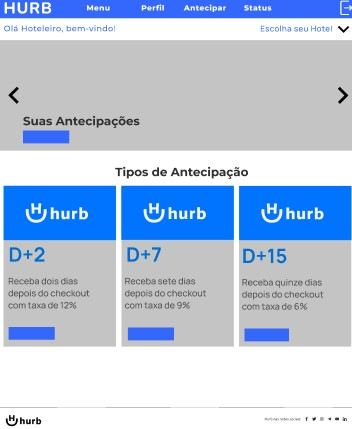 HURB Menu Perfil Antecipar Status
Olá Hoteleiro, bem-vindo! Escolha seu Hotel
Suas Antecipações
Tipos de Antecipação
H hurb
H hurb
H hurb
D+2
Receba dois dias
depois do checkout
com taxa de 12%
D+7
Receba sete dias
depois do checkout
com taxa de 9%
D+15
Receba quinze dias
depois do checkout
com taxa de 6%
H hurb